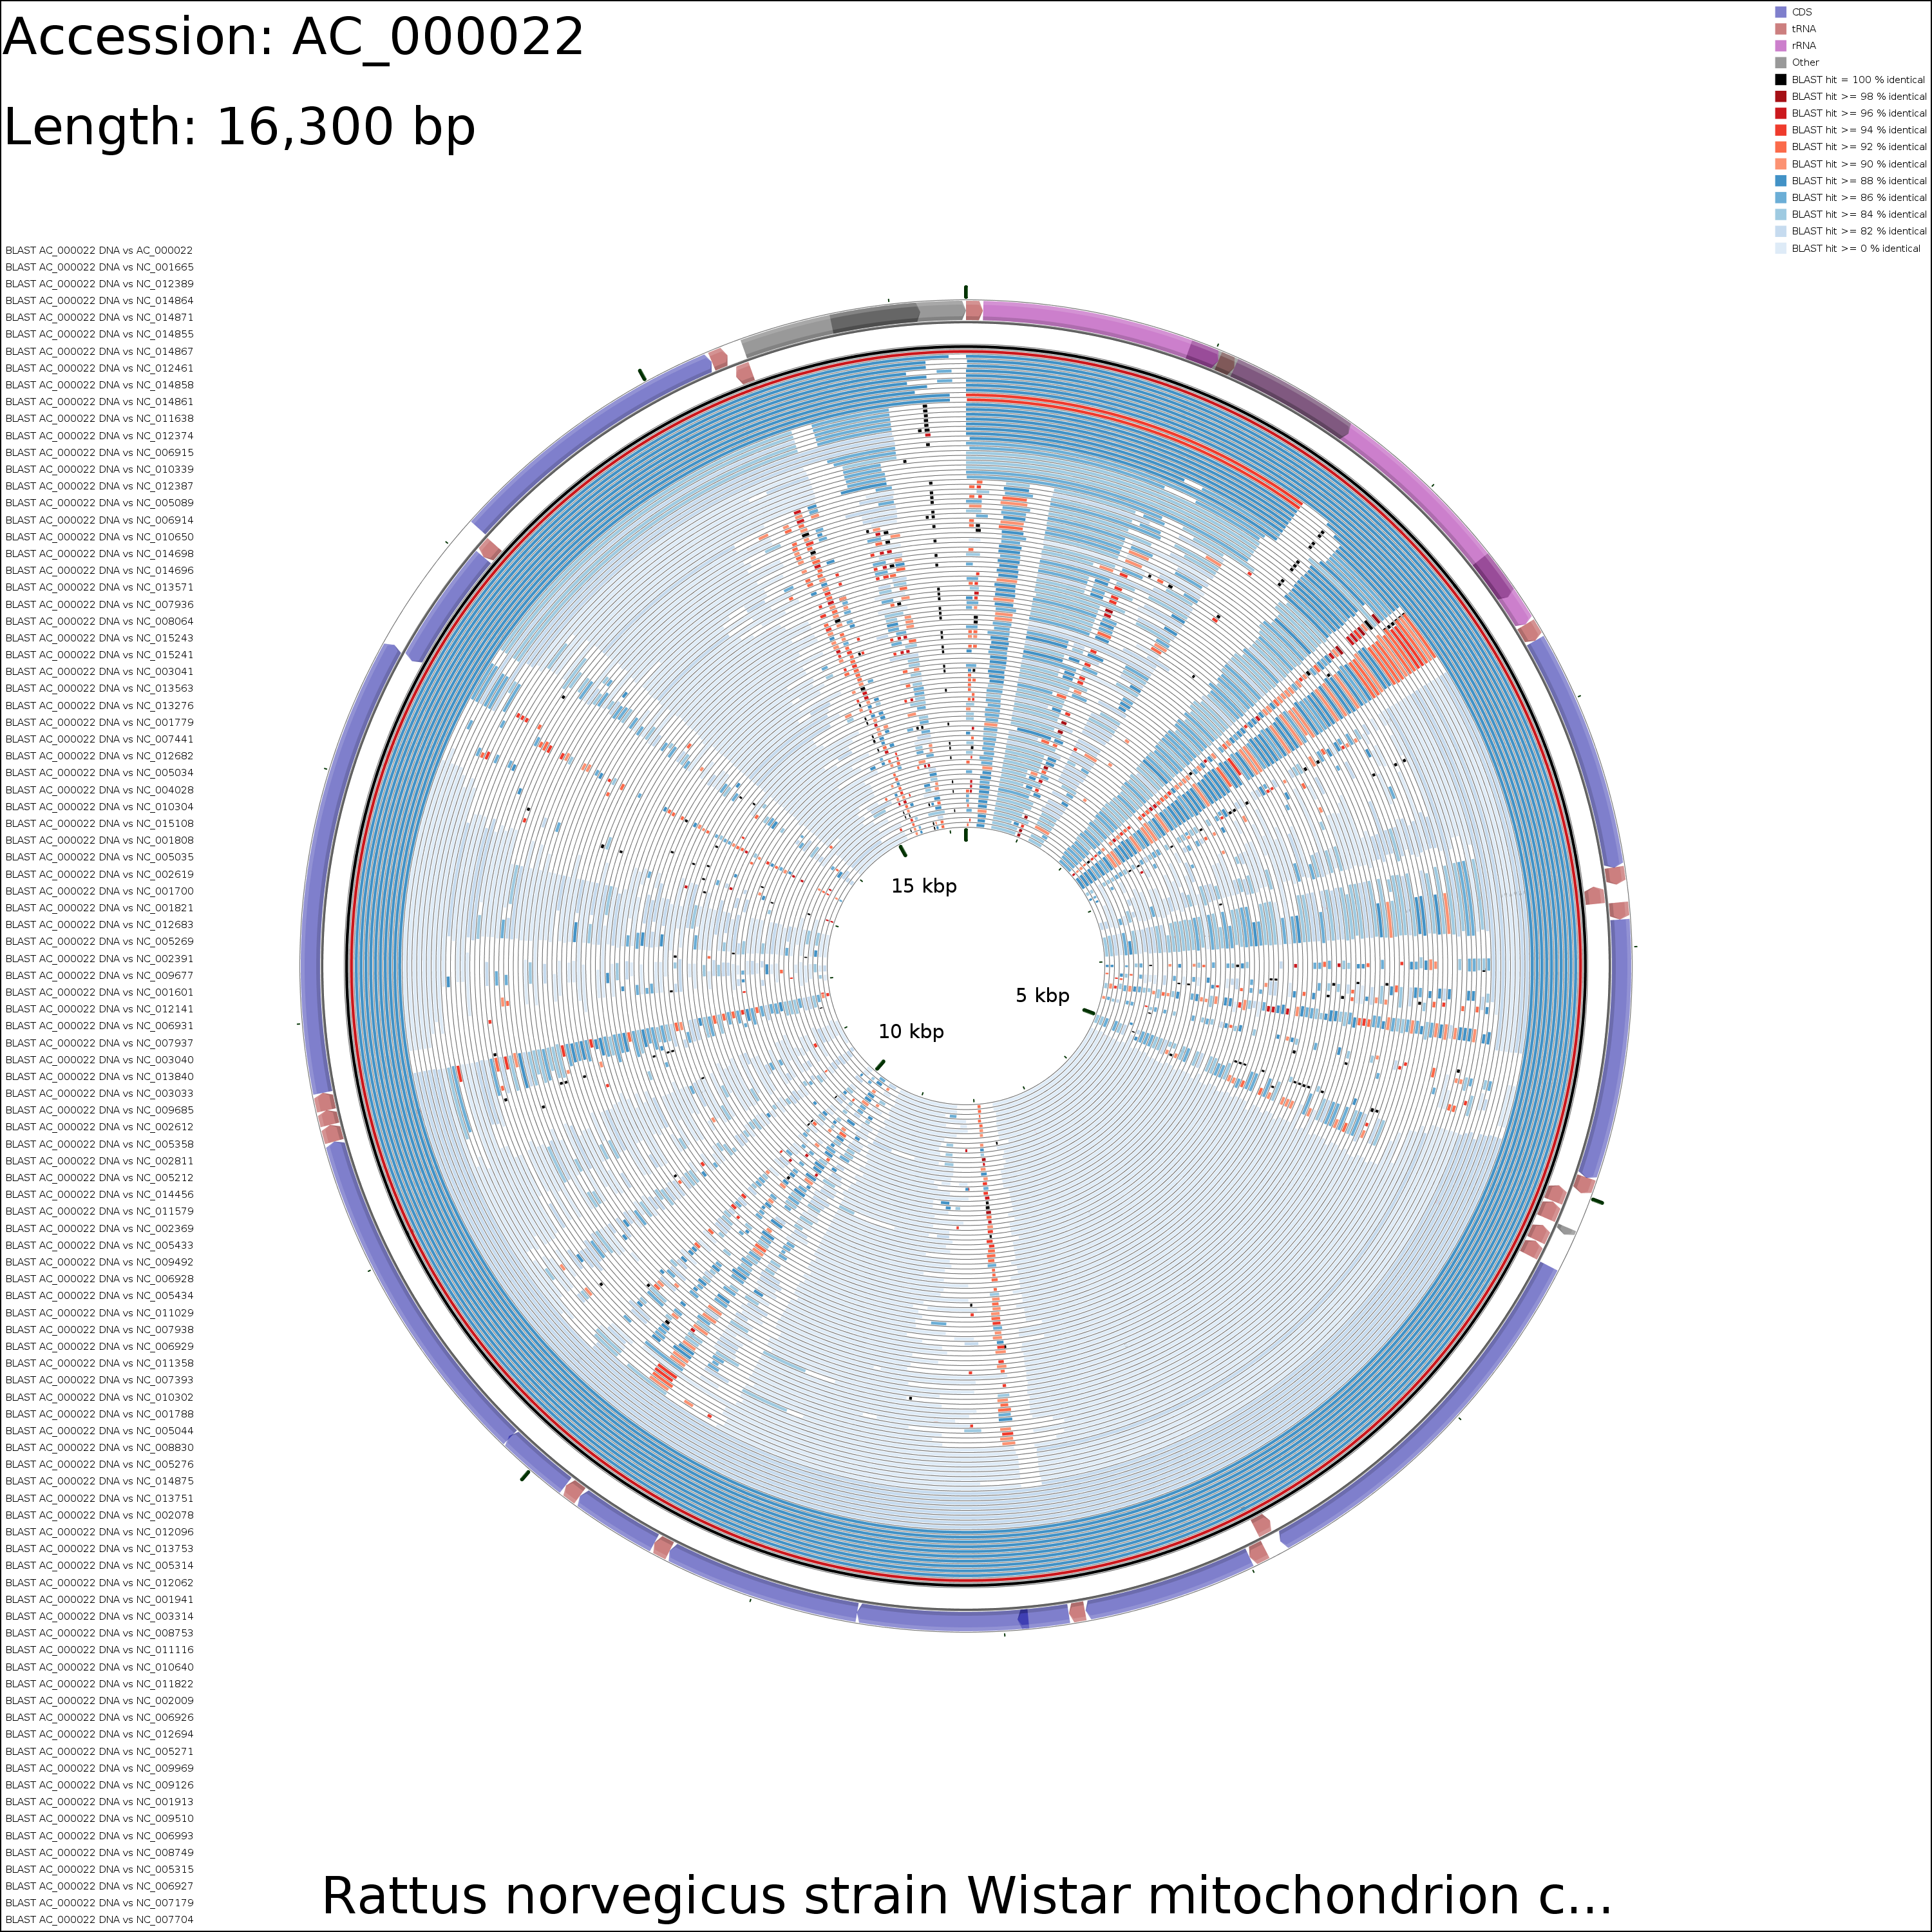 Accession: AC_000022
Length: 16,300 bp
CDS
tRNA
rRNA
Other
BLAST hit = 100 % identical
BLAST hit >= 98 % identical
BLAST hit >= 96 % identical
BLAST hit >= 94 % identical
BLAST hit >= 92 % identical
BLAST hit >= 90 % identical
BLAST hit >= 88 % identical
BLAST hit >= 86 % identical
BLAST hit >= 84 % identical
BLAST hit >= 82 % identical
BLAST hit >= 0 % identical
BLAST AC_000022 DNA vs AC_000022
BLAST AC_000022 DNA vs NC_001665
BLAST AC_000022 DNA vs NC_012389
BLAST AC_000022 DNA vs NC_014864
BLAST AC_000022 DNA vs NC_014871
BLAST AC_000022 DNA vs NC_014855
BLAST AC_000022 DNA vs NC_014867
BLAST AC_000022 DNA vs NC_012461
BLAST AC_000022 DNA vs NC_014858
BLAST AC_000022 DNA vs NC_014861
BLAST AC_000022 DNA vs NC_011638
BLAST AC_000022 DNA vs NC_012374
BLAST AC_000022 DNA vs NC_006915
BLAST AC_000022 DNA vs NC_010339
BLAST AC_000022 DNA vs NC_012387
BLAST AC_000022 DNA vs NC_005089
BLAST AC_000022 DNA vs NC_006914
BLAST AC_000022 DNA vs NC_010650
BLAST AC_000022 DNA vs NC_014698
BLAST AC_000022 DNA vs NC_014696
BLAST AC_000022 DNA vs NC_013571
BLAST AC_000022 DNA vs NC_007936
BLAST AC_000022 DNA vs NC_008064
BLAST AC_000022 DNA vs NC_015243
BLAST AC_000022 DNA vs NC_015241
BLAST AC_000022 DNA vs NC_003041
BLAST AC_000022 DNA vs NC_013563
BLAST AC_000022 DNA vs NC_013276
BLAST AC_000022 DNA vs NC_001779
BLAST AC_000022 DNA vs NC_007441
BLAST AC_000022 DNA vs NC_012682
BLAST AC_000022 DNA vs NC_005034
BLAST AC_000022 DNA vs NC_004028
BLAST AC_000022 DNA vs NC_010304
BLAST AC_000022 DNA vs NC_015108
BLAST AC_000022 DNA vs NC_001808
BLAST AC_000022 DNA vs NC_005035
BLAST AC_000022 DNA vs NC_002619
BLAST AC_000022 DNA vs NC_001700
BLAST AC_000022 DNA vs NC_001821
BLAST AC_000022 DNA vs NC_012683
BLAST AC_000022 DNA vs NC_005269
BLAST AC_000022 DNA vs NC_002391
BLAST AC_000022 DNA vs NC_009677
BLAST AC_000022 DNA vs NC_001601
BLAST AC_000022 DNA vs NC_012141
BLAST AC_000022 DNA vs NC_006931
BLAST AC_000022 DNA vs NC_007937
BLAST AC_000022 DNA vs NC_003040
BLAST AC_000022 DNA vs NC_013840
BLAST AC_000022 DNA vs NC_003033
BLAST AC_000022 DNA vs NC_009685
BLAST AC_000022 DNA vs NC_002612
BLAST AC_000022 DNA vs NC_005358
BLAST AC_000022 DNA vs NC_002811
BLAST AC_000022 DNA vs NC_005212
BLAST AC_000022 DNA vs NC_014456
BLAST AC_000022 DNA vs NC_011579
BLAST AC_000022 DNA vs NC_002369
BLAST AC_000022 DNA vs NC_005433
BLAST AC_000022 DNA vs NC_009492
BLAST AC_000022 DNA vs NC_006928
BLAST AC_000022 DNA vs NC_005434
BLAST AC_000022 DNA vs NC_011029
BLAST AC_000022 DNA vs NC_007938
BLAST AC_000022 DNA vs NC_006929
BLAST AC_000022 DNA vs NC_011358
BLAST AC_000022 DNA vs NC_007393
BLAST AC_000022 DNA vs NC_010302
BLAST AC_000022 DNA vs NC_001788
BLAST AC_000022 DNA vs NC_005044
BLAST AC_000022 DNA vs NC_008830
BLAST AC_000022 DNA vs NC_005276
BLAST AC_000022 DNA vs NC_014875
BLAST AC_000022 DNA vs NC_013751
BLAST AC_000022 DNA vs NC_002078
BLAST AC_000022 DNA vs NC_012096
BLAST AC_000022 DNA vs NC_013753
BLAST AC_000022 DNA vs NC_005314
BLAST AC_000022 DNA vs NC_012062
BLAST AC_000022 DNA vs NC_001941
BLAST AC_000022 DNA vs NC_003314
BLAST AC_000022 DNA vs NC_008753
BLAST AC_000022 DNA vs NC_011116
BLAST AC_000022 DNA vs NC_010640
BLAST AC_000022 DNA vs NC_011822
BLAST AC_000022 DNA vs NC_002009
BLAST AC_000022 DNA vs NC_006926
BLAST AC_000022 DNA vs NC_012694
BLAST AC_000022 DNA vs NC_005271
BLAST AC_000022 DNA vs NC_009969
BLAST AC_000022 DNA vs NC_009126
BLAST AC_000022 DNA vs NC_001913
BLAST AC_000022 DNA vs NC_009510
BLAST AC_000022 DNA vs NC_006993
BLAST AC_000022 DNA vs NC_008749
BLAST AC_000022 DNA vs NC_005315
BLAST AC_000022 DNA vs NC_006927
BLAST AC_000022 DNA vs NC_007179
BLAST AC_000022 DNA vs NC_007704
15 kbp
5 kbp
10 kbp
Rattus norvegicus strain Wistar mitochondrion c...